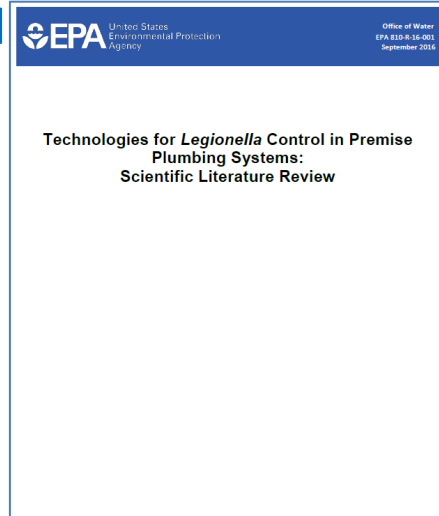 EPA
United States
Environmental Protection
Agency
Office of Water
EPA 810-R-16-001
September 2016
Technologies for Legionella Control in Premise
Plumbing Systems:
Scientific Literature Review